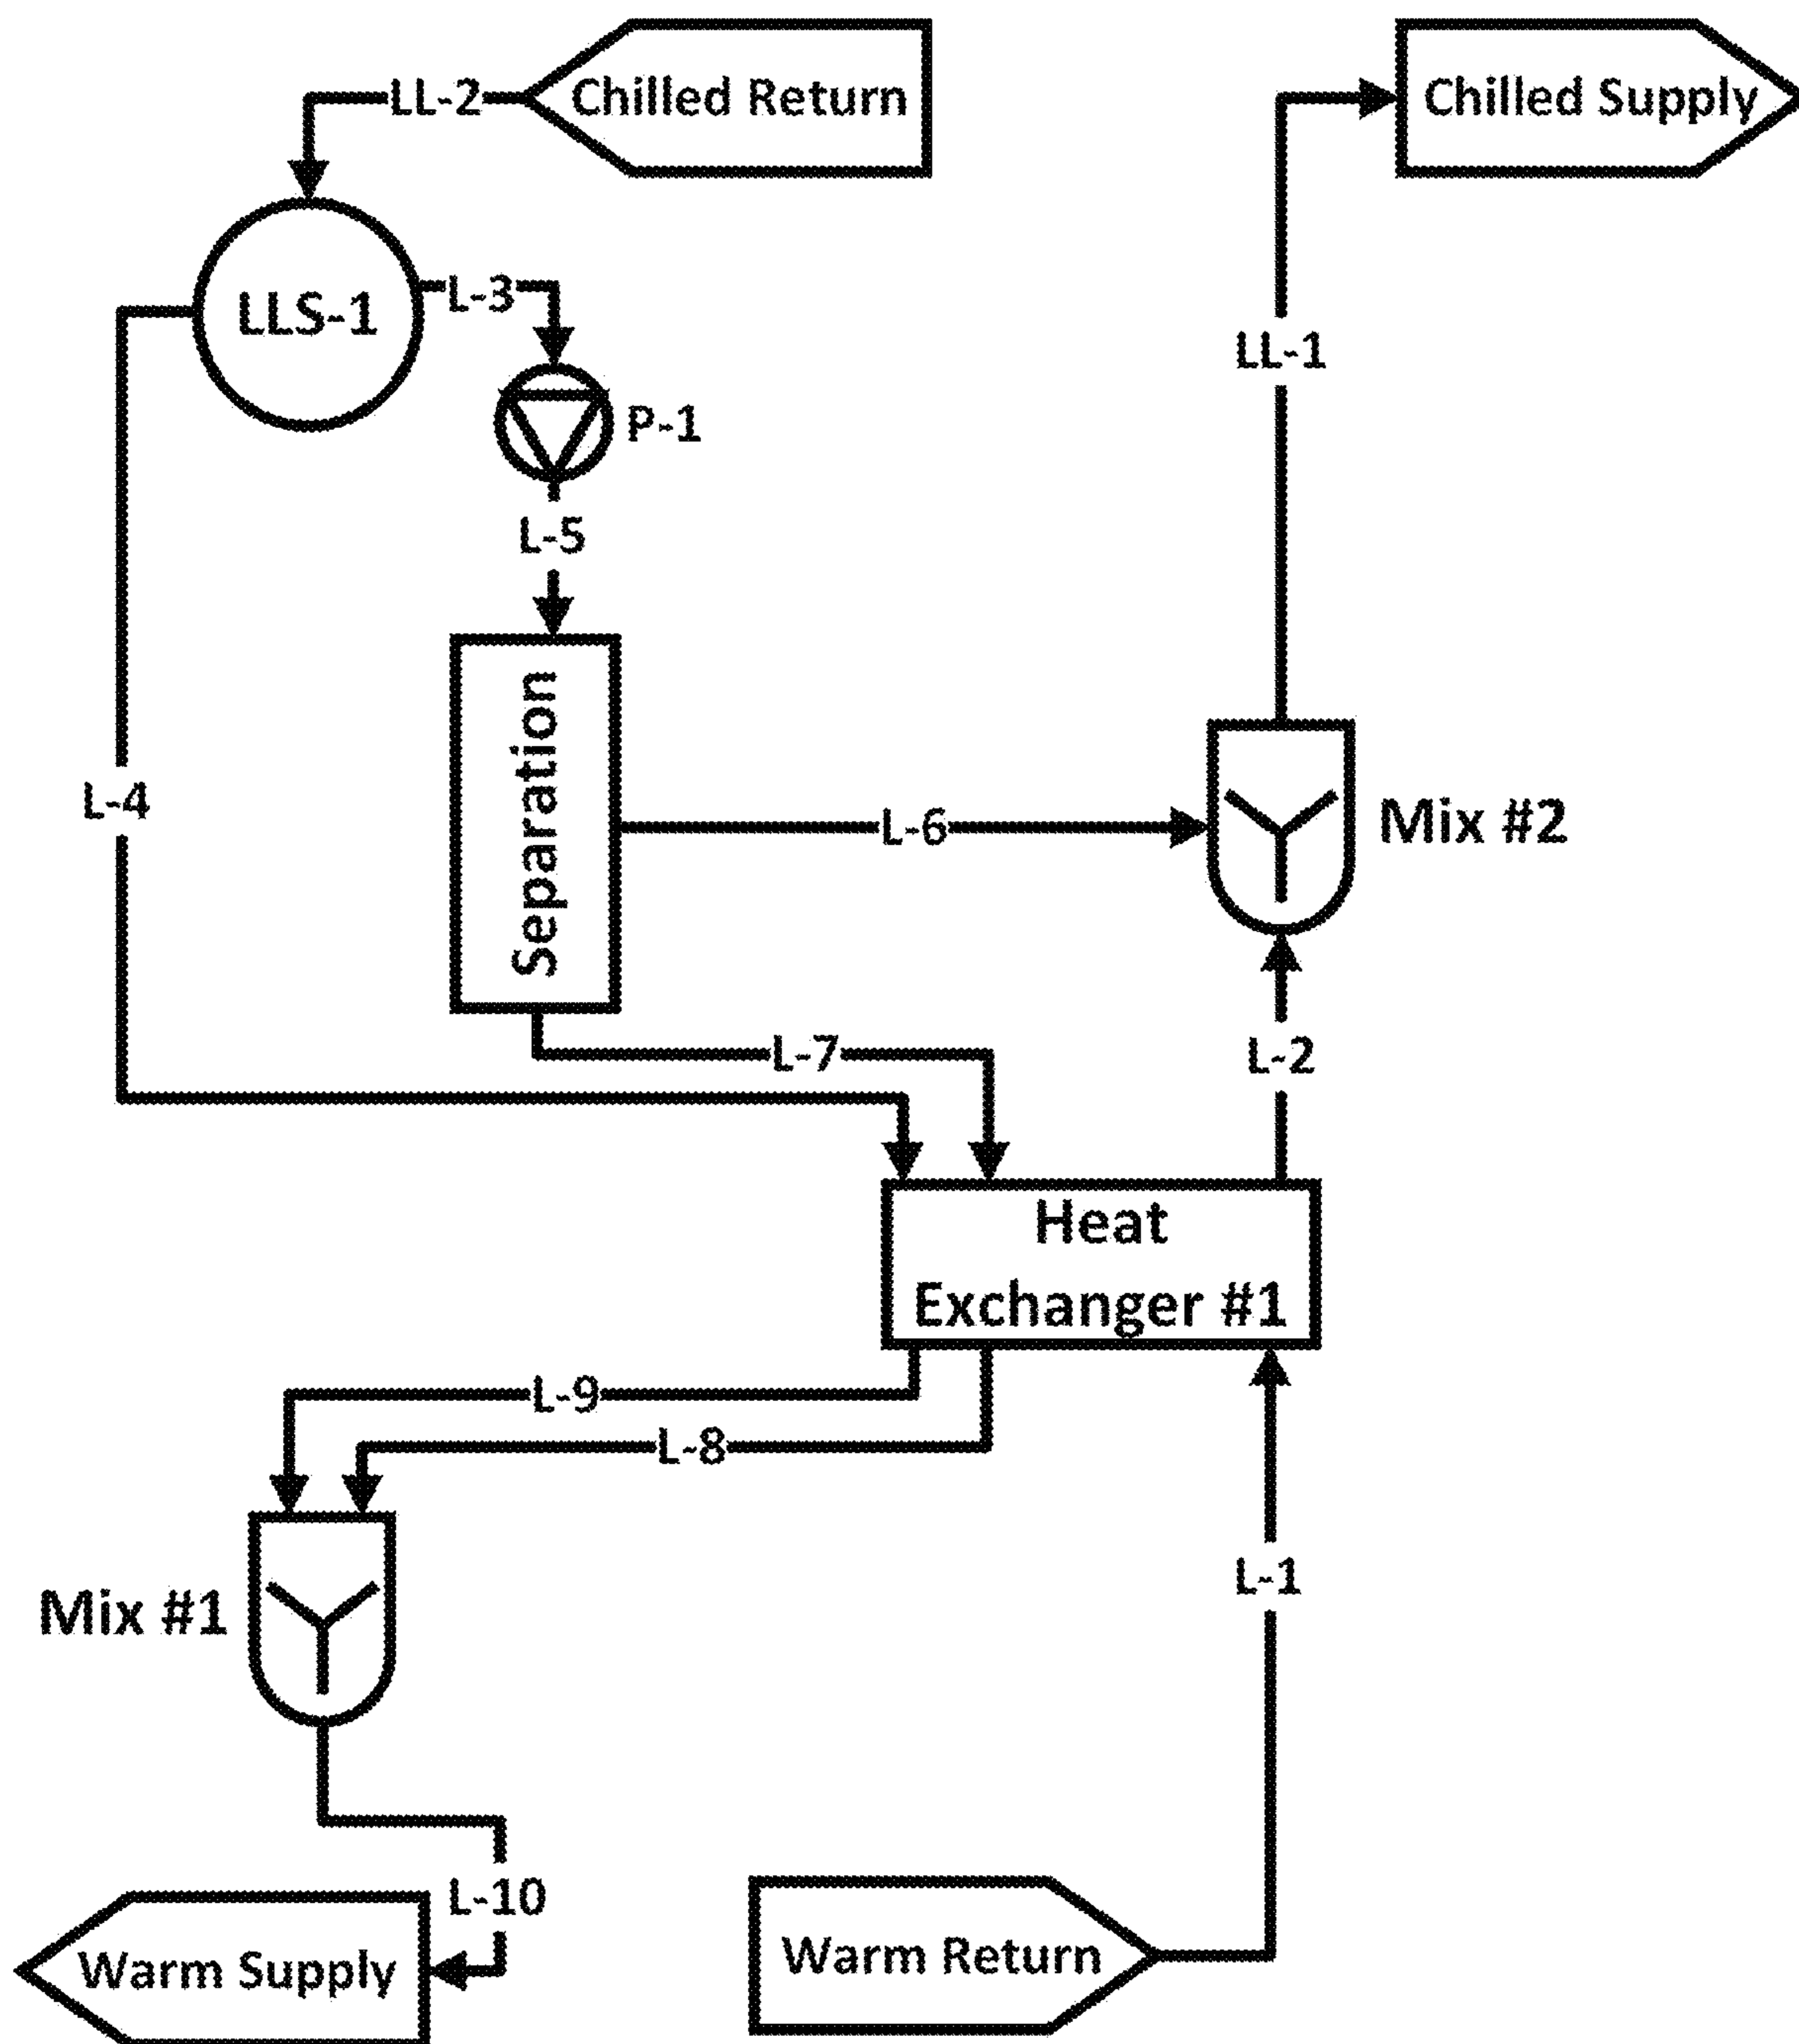 LL-2
Chilled Return
Chilled Supply
LLS-1
L-3
LL-1
P-1
L-5
L-4
Separation
L-6
Mix #2
L-7
L-2
Heat
Exchanger #1
L-9
L-8
L-1
Mix #1
L-10
Warm Supply
Warm Return